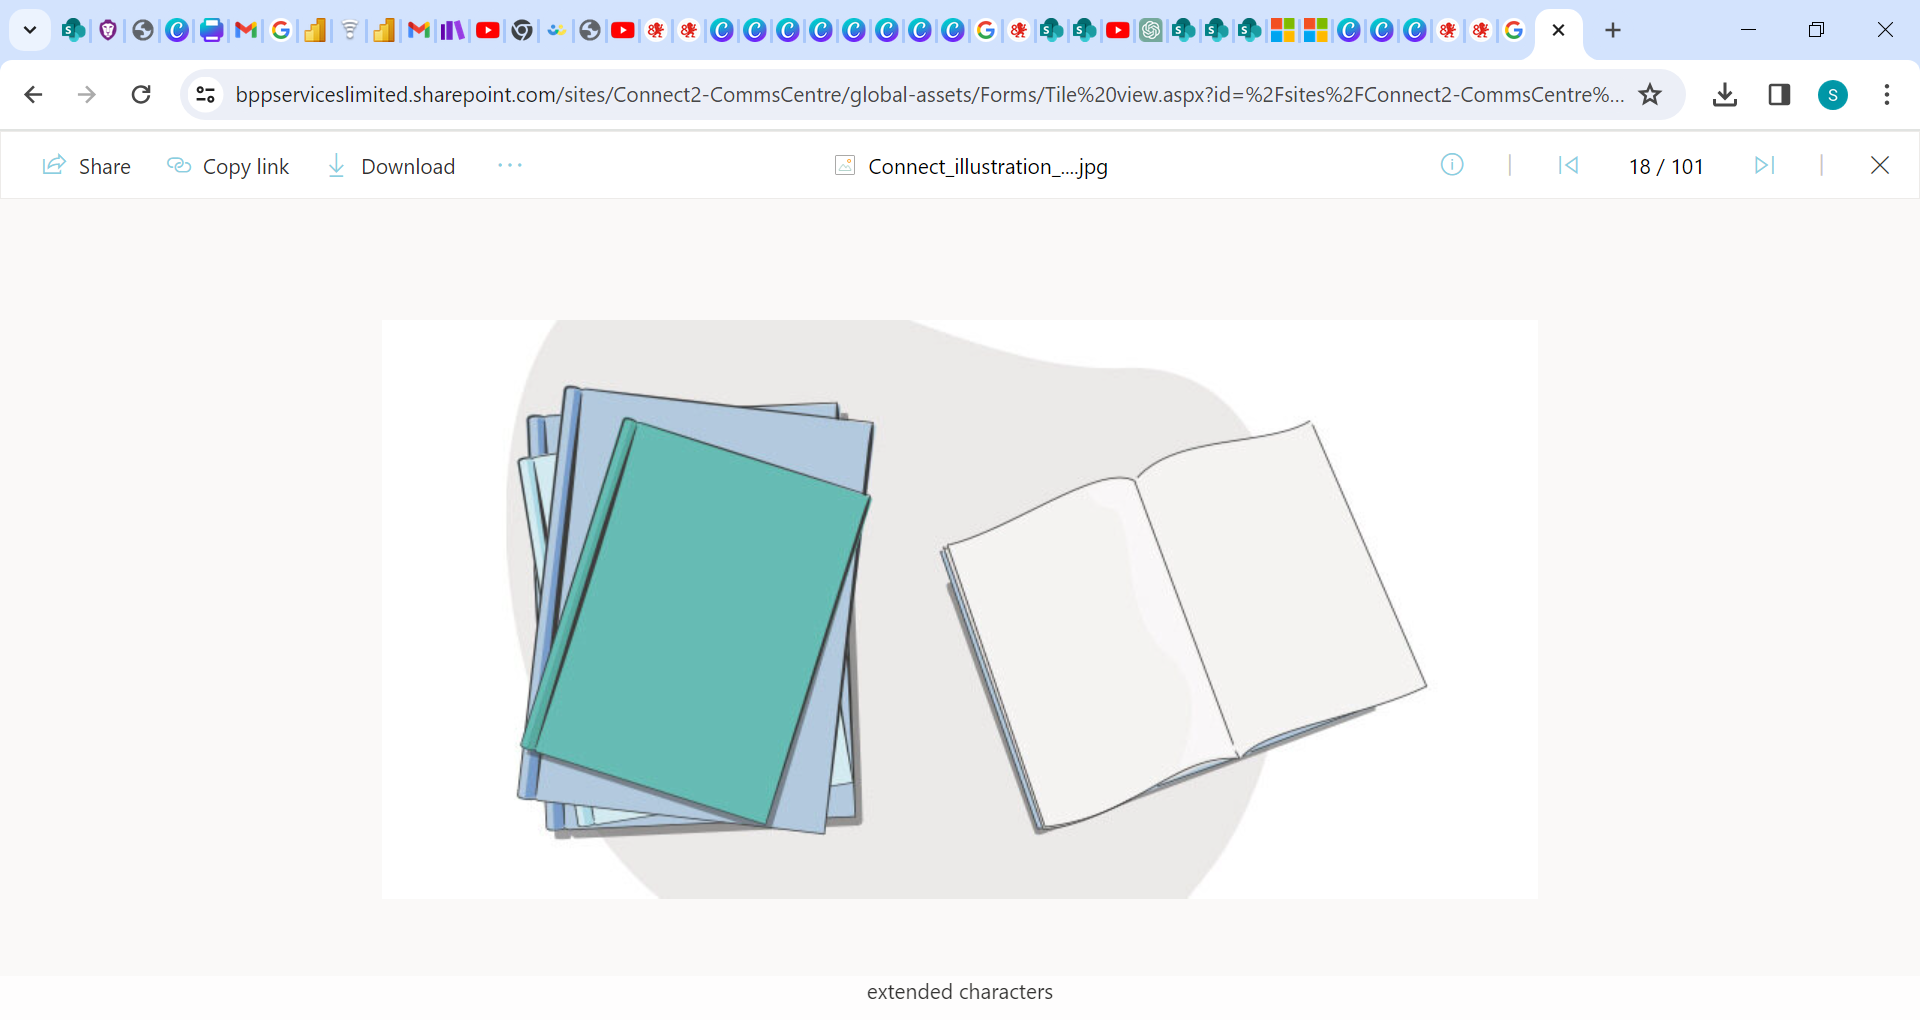 bppserviceslimited.sharepoint.com/sites/Connect2-CommsCentre/global-assets/Forms/Tile%20view.aspx?id=%2Fsites%2FConnect2-CommsCentre%...
S
Share Copy link Download ... Connect_illustration_....jpg 18 / 101
extended characters